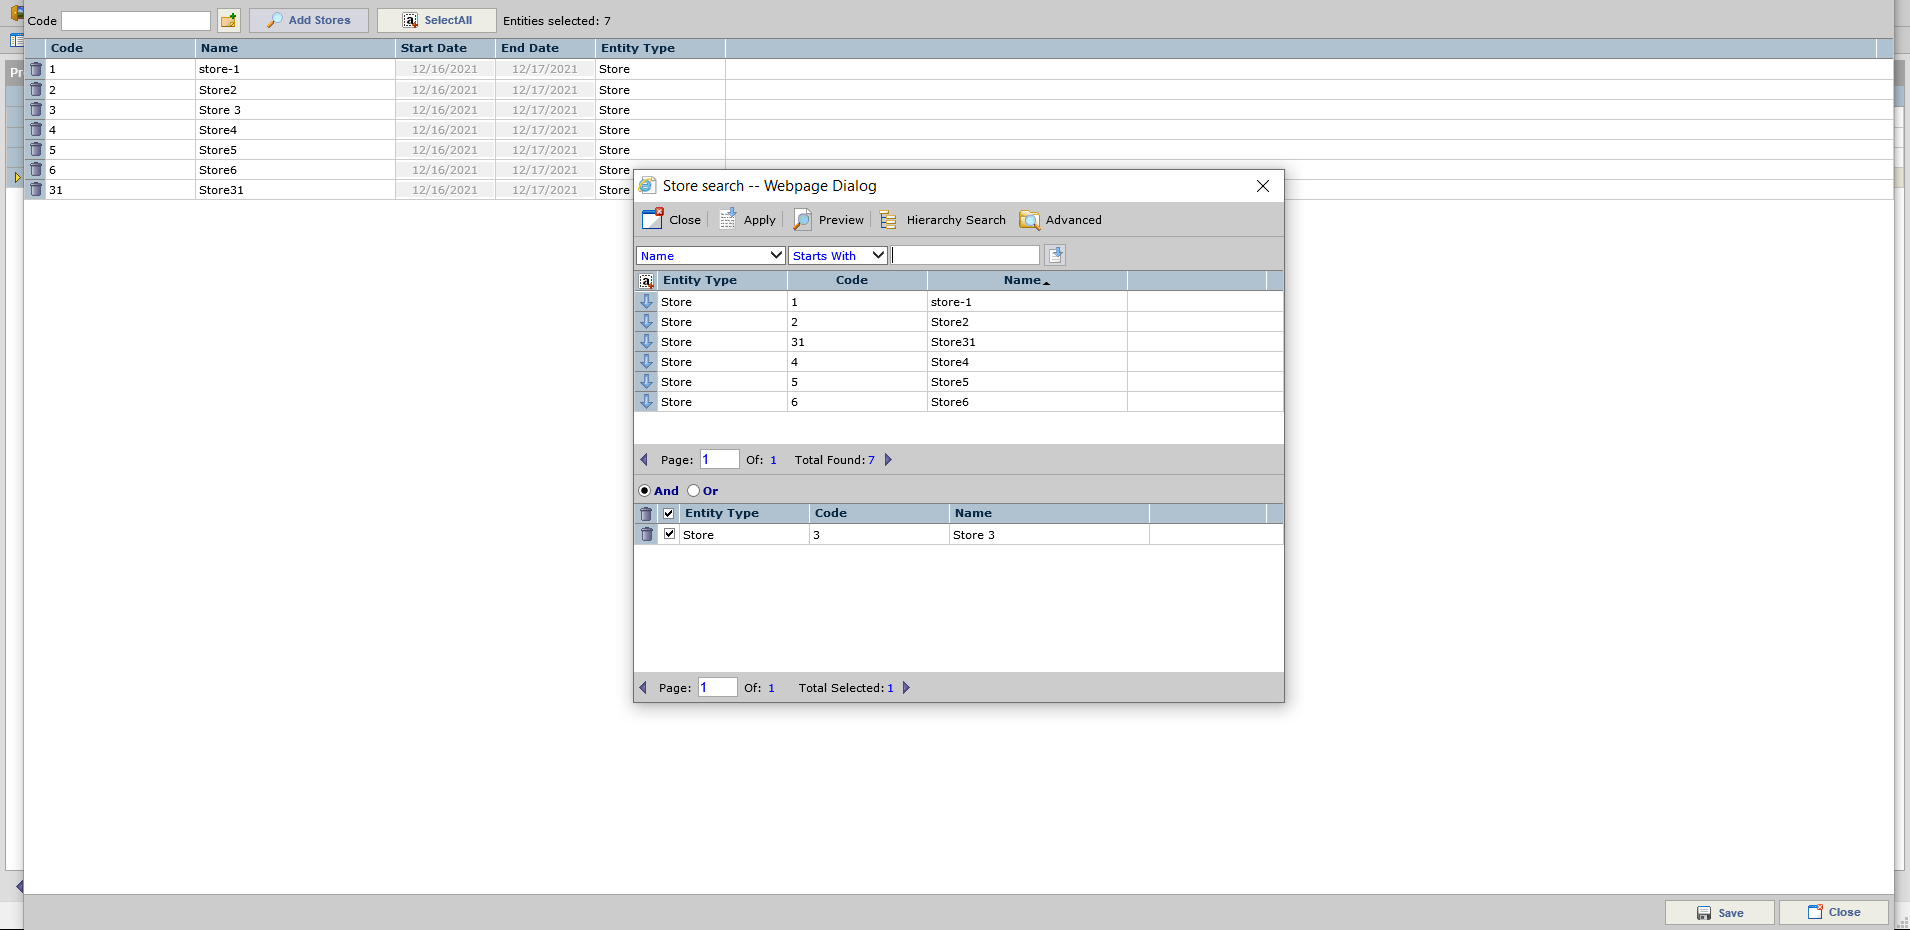 Code Add Stores SelectAll Entities selected: 7
Code Name Start Date End Date Entity Type
Pr
1 store-1 12/16/2021 12/17/2021 Store
2 Store2 12/16/2021 12/17/2021 Store
3 Store 3 12/16/2021 12/17/2021 Store
4 Store4 12/16/2021 12/17/2021 Store
5 Store5 12/16/2021 12/17/2021 Store
6 Store6 12/16/2021 12/17/2021 Store
31 Store31 12/16/2021 12/17/2021 Store
Store search -- Webpage Dialog
Close Apply Preview Hierarchy Search Advanced
Name Starts With
a Entity Type Code Name
Store 1 store-1
Store 2 Store2
Store 31 Store31
Store 4 Store4
Store 5 Store5
Store 6 Store6
Page: 1 Of: 1 Total Found: 7
And Or
Entity Type Code Name
Store 3 Store 3
Page: 1 Of: 1 Total Selected: 1
Save Close